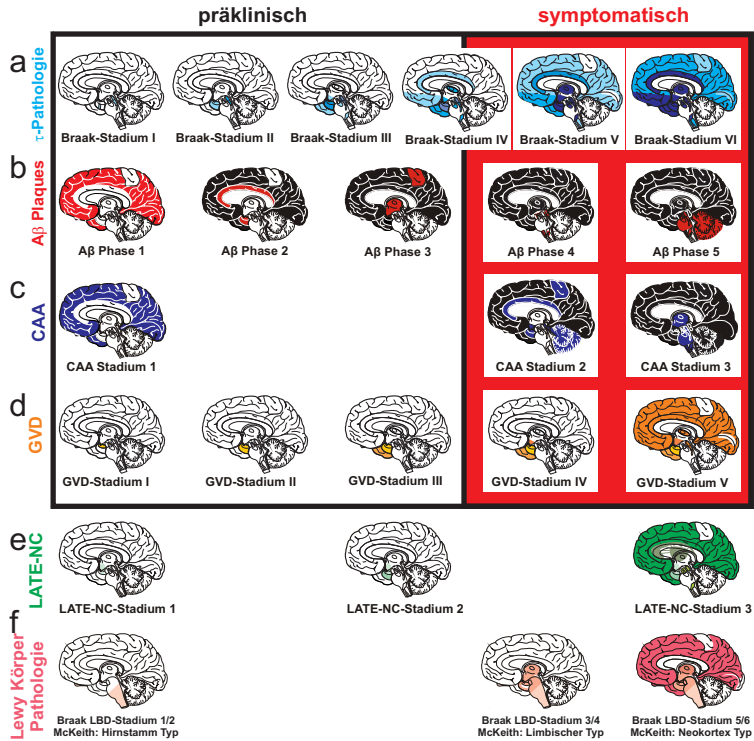 präklinisch
symptomatisch
a
τ-Pathologie
Braak-Stadium I
Braak-Stadium II
Braak-Stadium III
Braak-Stadium IV
Braak-Stadium V
Braak-Stadium VI
b
Aβ Plaques
Aβ Phase 1
Aβ Phase 2
Aβ Phase 3
Aβ Phase 4
Aβ Phase 5
c
CAA
CAA Stadium 1
CAA Stadium 2
CAA Stadium 3
d
GVD
GVD-Stadium I
GVD-Stadium II
GVD-Stadium III
GVD-Stadium IV
GVD-Stadium V
e
LATE-NC
LATE-NC-Stadium 1
LATE-NC-Stadium 2
LATE-NC-Stadium 3
f
Lewy Körper
Pathologie
Braak LBD-Stadium 1/2
McKeith: Hirnstamm Typ
Braak LBD-Stadium 3/4
McKeith: Limbischer Typ
Braak LBD-Stadium 5/6
McKeith: Neokortex Typ